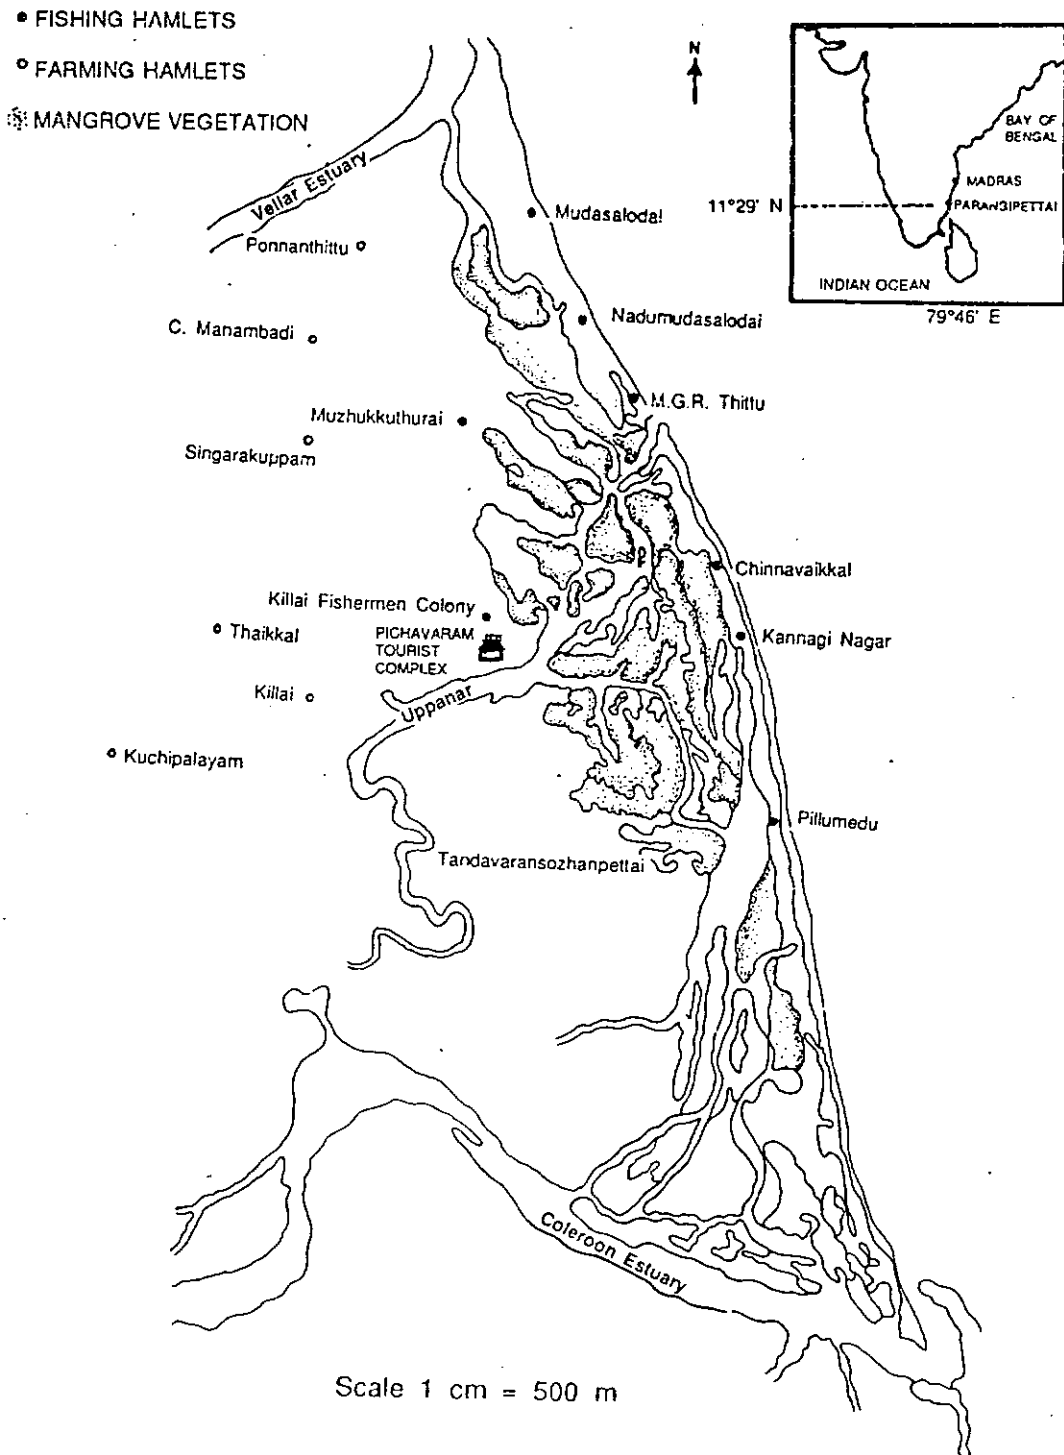 FISHING HAMLETS
FARMING HAMLETS
MANGROVE VEGETATION
N
BAY OF
BENGAL
MADRAS
11°29' N
PARANGIPETTAI
INDIAN OCEAN
79°46' E
Vellar Estuary
Mudasalodai
Ponnanthittu
Nadumudasalodai
C. Manambadi
M.G.R. Thittu
Muzhukkuthurai
Singarakuppam
Chinnavaikkal
Killai Fishermen Colony
Thaikkal
PICHAVARAM
TOURIST
COMPLEX
Kannagi Nagar
Killai
Uppanar
Kuchipalayam
Pillumedu
Tandavaransozhanpettai
Coleroon Estuary
Scale 1 cm = 500 m